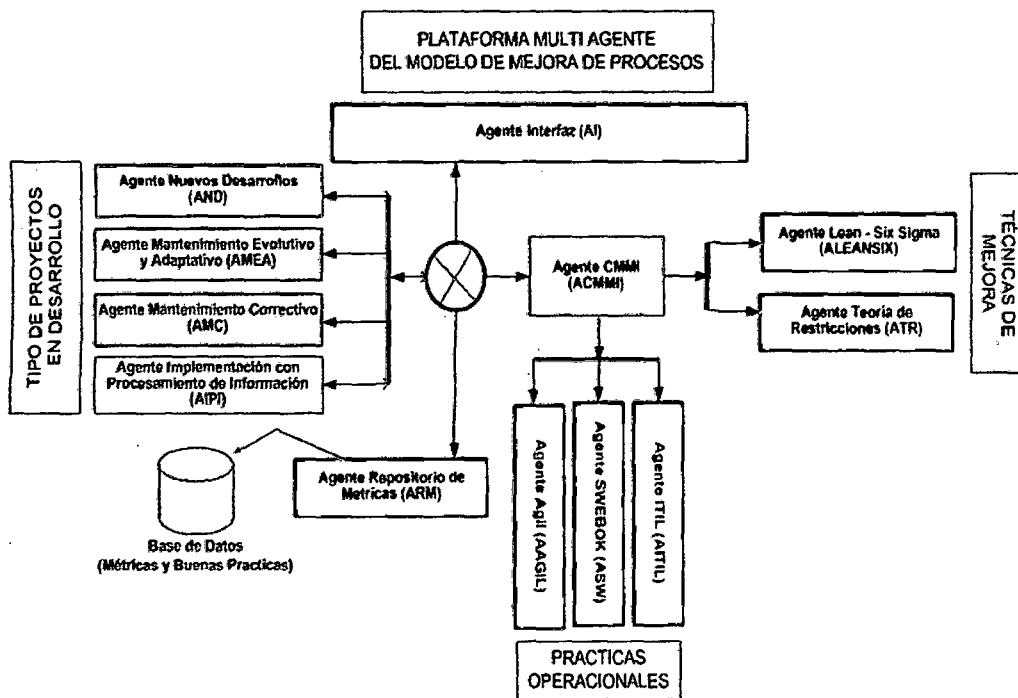 PLATAFORMA MULTI AGENTE
DEL MODELO DE MEJORA DE PROCESOS
Agente Interfaz (AI)
TIPO DE PROYECTOS
EN DESARROLLO
Agente Nuevos Desarrollos
(AND)
Agente Mantenimiento Evolutivo
y Adaptativo (AMEA)
Agente Mantenimiento Correctivo
(AMC)
Agente Implementación con
Procesamiento de Información
(AIPI)
Agente CMMI
(ACMMI)
Agente Lean - Six Sigma
(ALEANSIX)
Agente Teoría de
Restricciones (ATR)
TÉCNICAS DE
MEJORA
Agente Repositorio de
Metricas (ARM)
Base de Datos
(Métricas y Buenas Practicas)
Agente Agil (AAGIL)
Agente SWEBOK (ASW)
Agente ITIL (AITIL)
PRACTICAS
OPERACIONALES